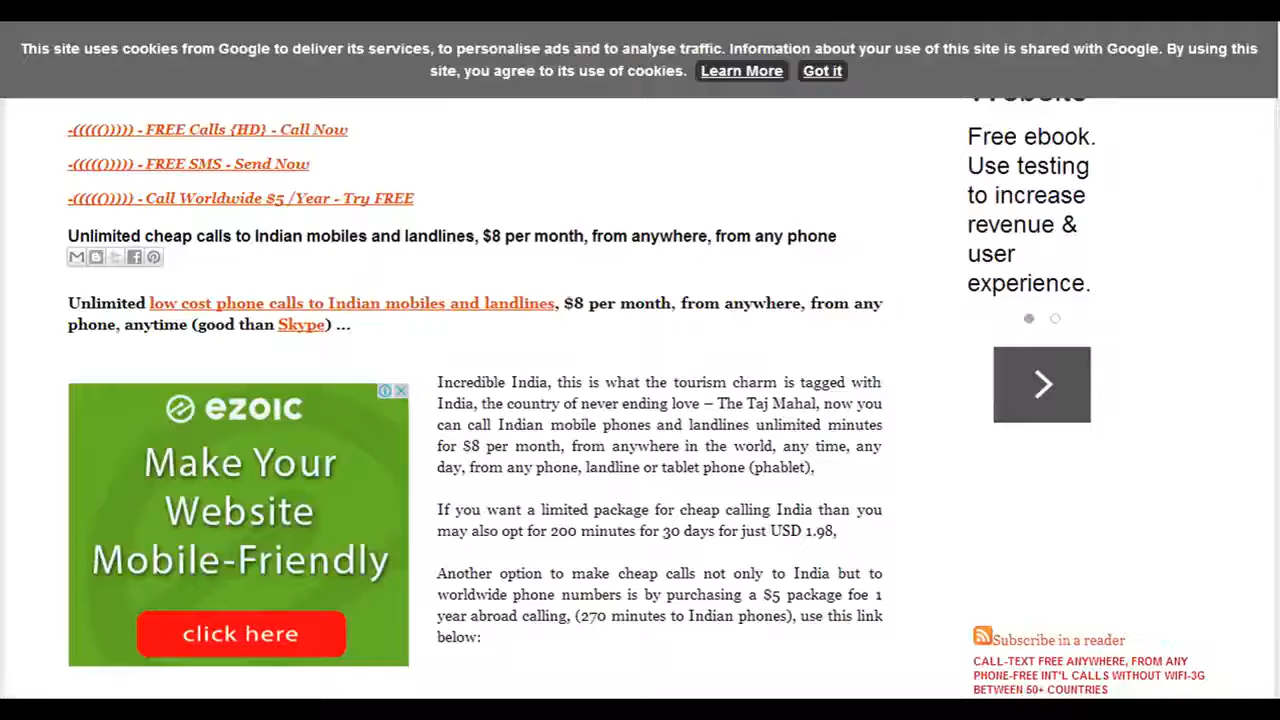 This site uses cookies from Google to deliver its services, to personalise ads and to analyse traffic. Information about your use of this site is shared with Google. By using this
site, you agree to its use of cookies. Learn More Got it
-((((())))) - FREE Calls {HD} - Call Now
-((((())))) - FREE SMS - Send Now
-((((())))) - Call Worldwide $5 /Year - Try FREE
Unlimited cheap calls to Indian mobiles and landlines, $8 per month, from anywhere, from any phone
Unlimited low cost phone calls to Indian mobiles and landlines, $8 per month, from anywhere, from any
phone, anytime (good than Skype) ...
ezoic
Make Your
Website
Mobile-Friendly
click here
Incredible India, this is what the tourism charm is tagged with
India, the country of never ending love – The Taj Mahal, now you
can call Indian mobile phones and landlines unlimited minutes
for $8 per month, from anywhere in the world, any time, any
day, from any phone, landline or tablet phone (phablet),
If you want a limited package for cheap calling India than you
may also opt for 200 minutes for 30 days for just USD 1.98,
Another option to make cheap calls not only to India but to
worldwide phone numbers is by purchasing a $5 package foe 1
year abroad calling, (270 minutes to Indian phones), use this link
below:
Website
Free ebook.
Use testing
to increase
revenue &
user
experience.
Subscribe in a reader
CALL-TEXT FREE ANYWHERE, FROM ANY
PHONE-FREE INT'L CALLS WITHOUT WIFI-3G
BETWEEN 50+ COUNTRIES